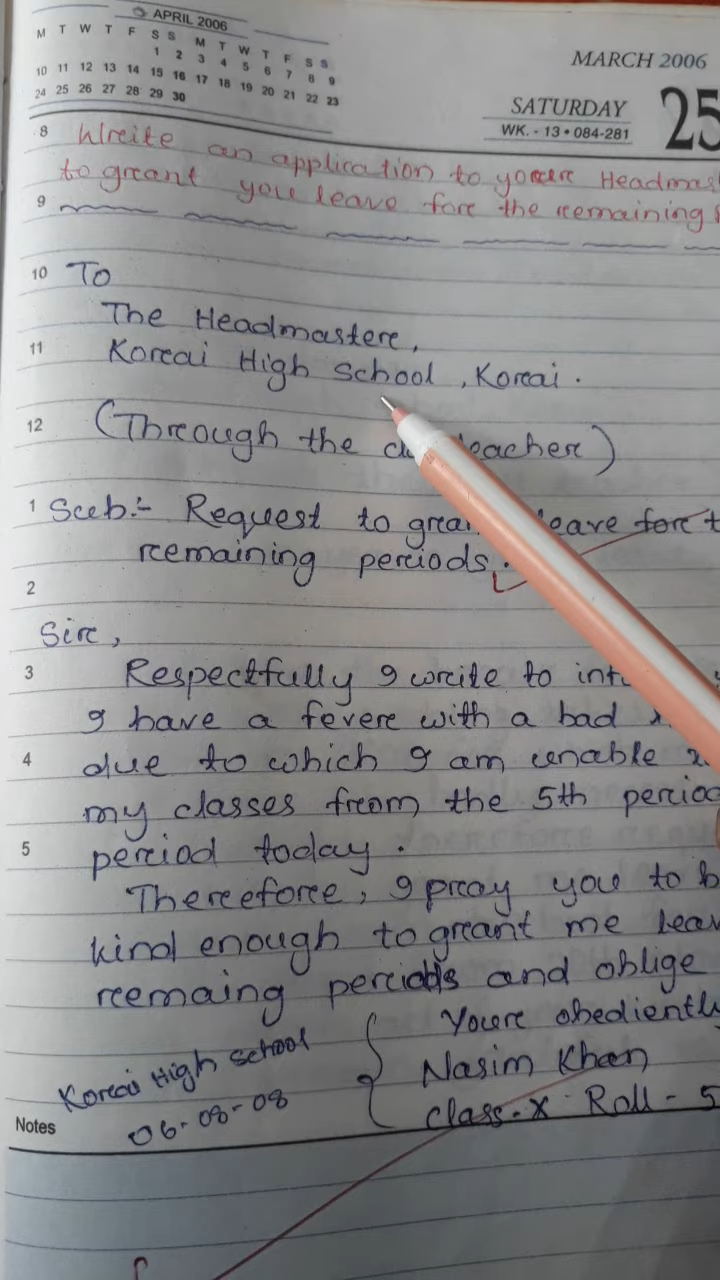 APRIL 2006
M T W T F S S M T W T F S S
1 2 3 4 5 6 7 8 9
10 11 12 13 14 15 16 17 18 19 20 21 22 23
24 25 26 27 28 29 30
MARCH 2006
SATURDAY 25
WK. - 13 • 084-281
8 Write an application to your Headmas
to grant you leave for the remaining
9
10 To
The Headmaster,
11 Korai High School, Korai.
12 (Through the teacher)
1 Sub:- Request to leave for t
remaining periods.
2
Sir,
3 Respectfully I write to
I have a fever with a bad
4 due to which I am unable
my classes from the 5th period
5 period today.
Therefore, I pray you to b
kind enough to grant me leav
remaing periods and oblige
Your obediently
Korai High School Nasim Khan
06-08-08 Class-X Roll - 5
Notes